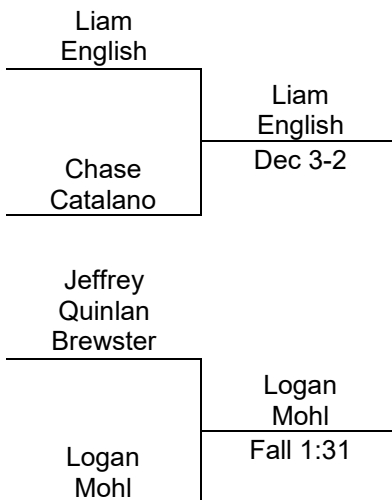 Liam
English
Liam
English
Dec 3-2
Chase
Catalano
Jeffrey
Quinlan
Brewster
Logan
Mohl
Fall 1:31
Logan
Mohl